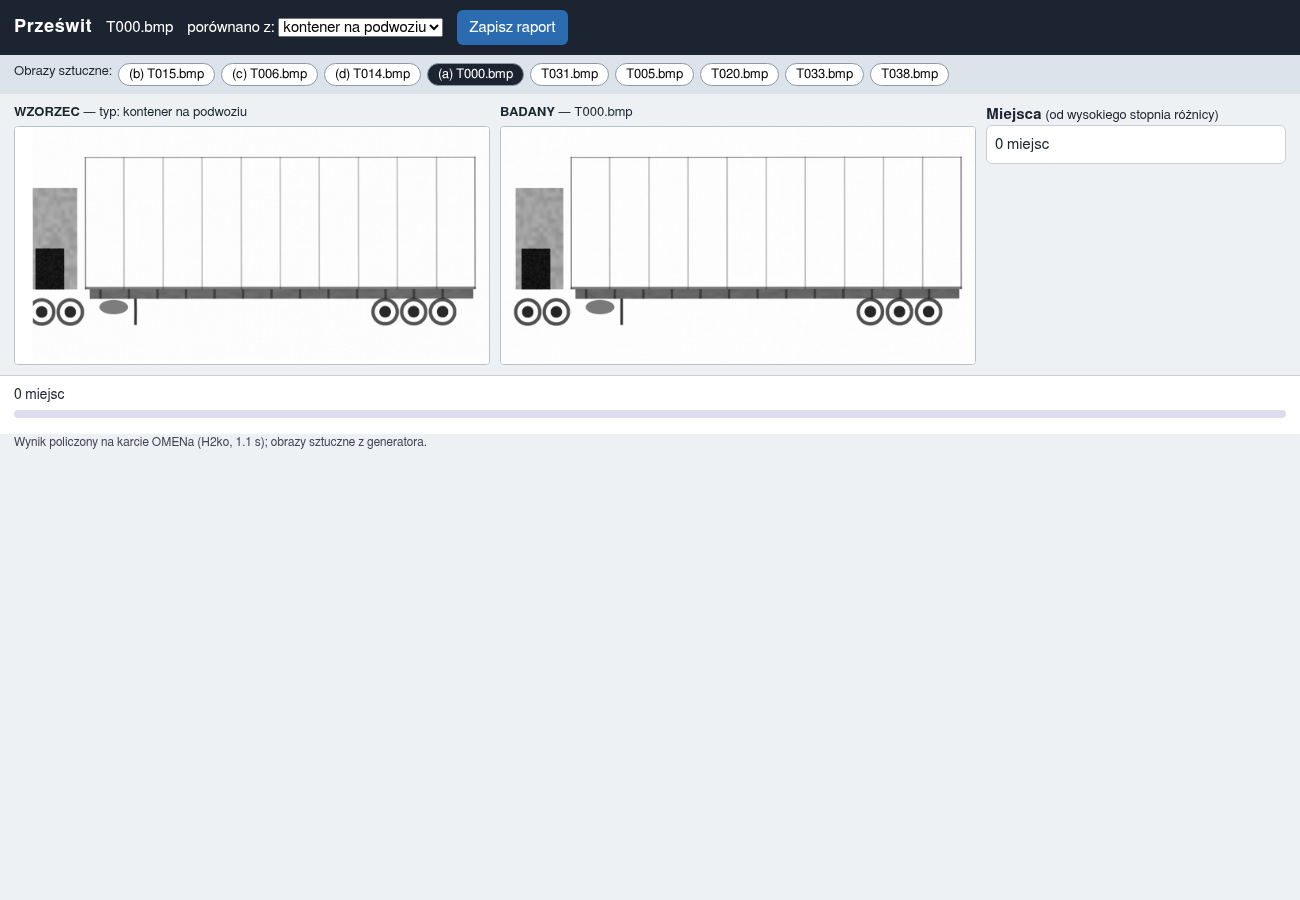 Prześwit T000.bmp porównano z: kontener na podwoziu Zapisz raport
Obrazy sztuczne: (b) T015.bmp (c) T006.bmp (d) T014.bmp (a) T000.bmp T031.bmp T005.bmp T020.bmp T033.bmp T038.bmp
WZORZEC — typ: kontener na podwoziu
BADANY — T000.bmp
Miejsca (od wysokiego stopnia różnicy)
0 miejsc
0 miejsc
Wynik policzony na karcie OMENa (H2ko, 1.1 s); obrazy sztuczne z generatora.